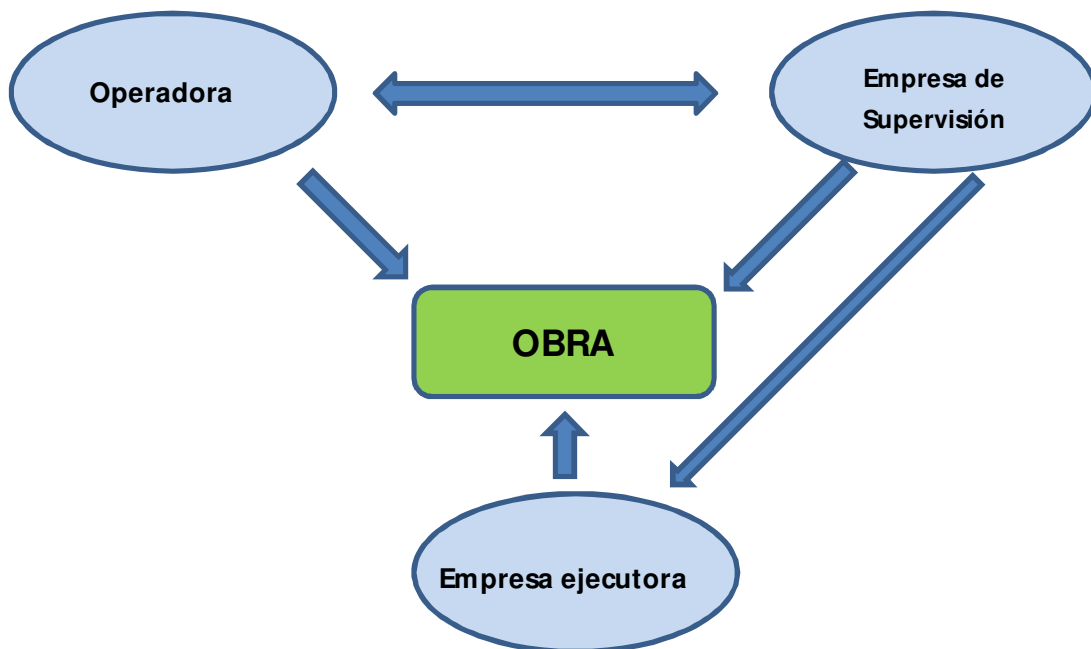 Operadora
Empresa de
Supervisión
OBRA
Empresa ejecutora